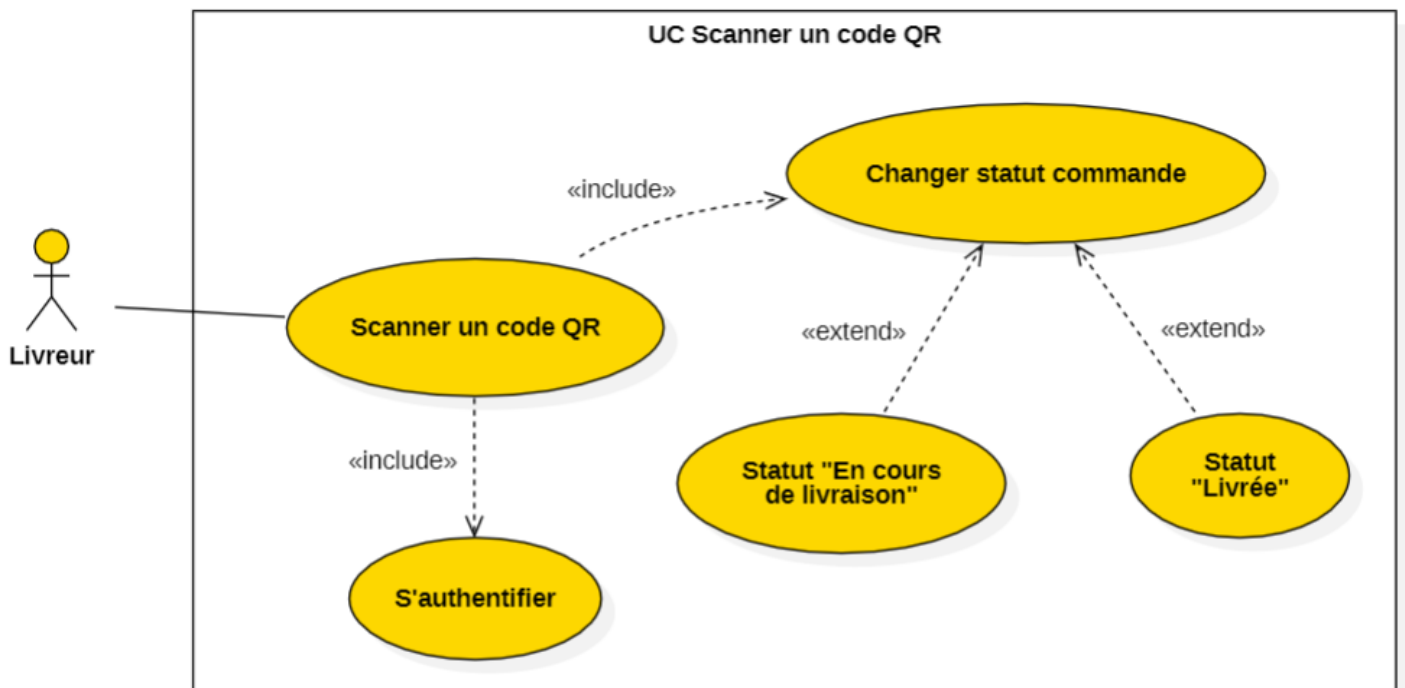 UC Scanner un code QR
Changer statut commande
«include»
Scanner un code QR
Livreur
«extend»
«extend»
«include»
Statut "En cours
de livraison"
Statut
"Livrée"
S'authentifier